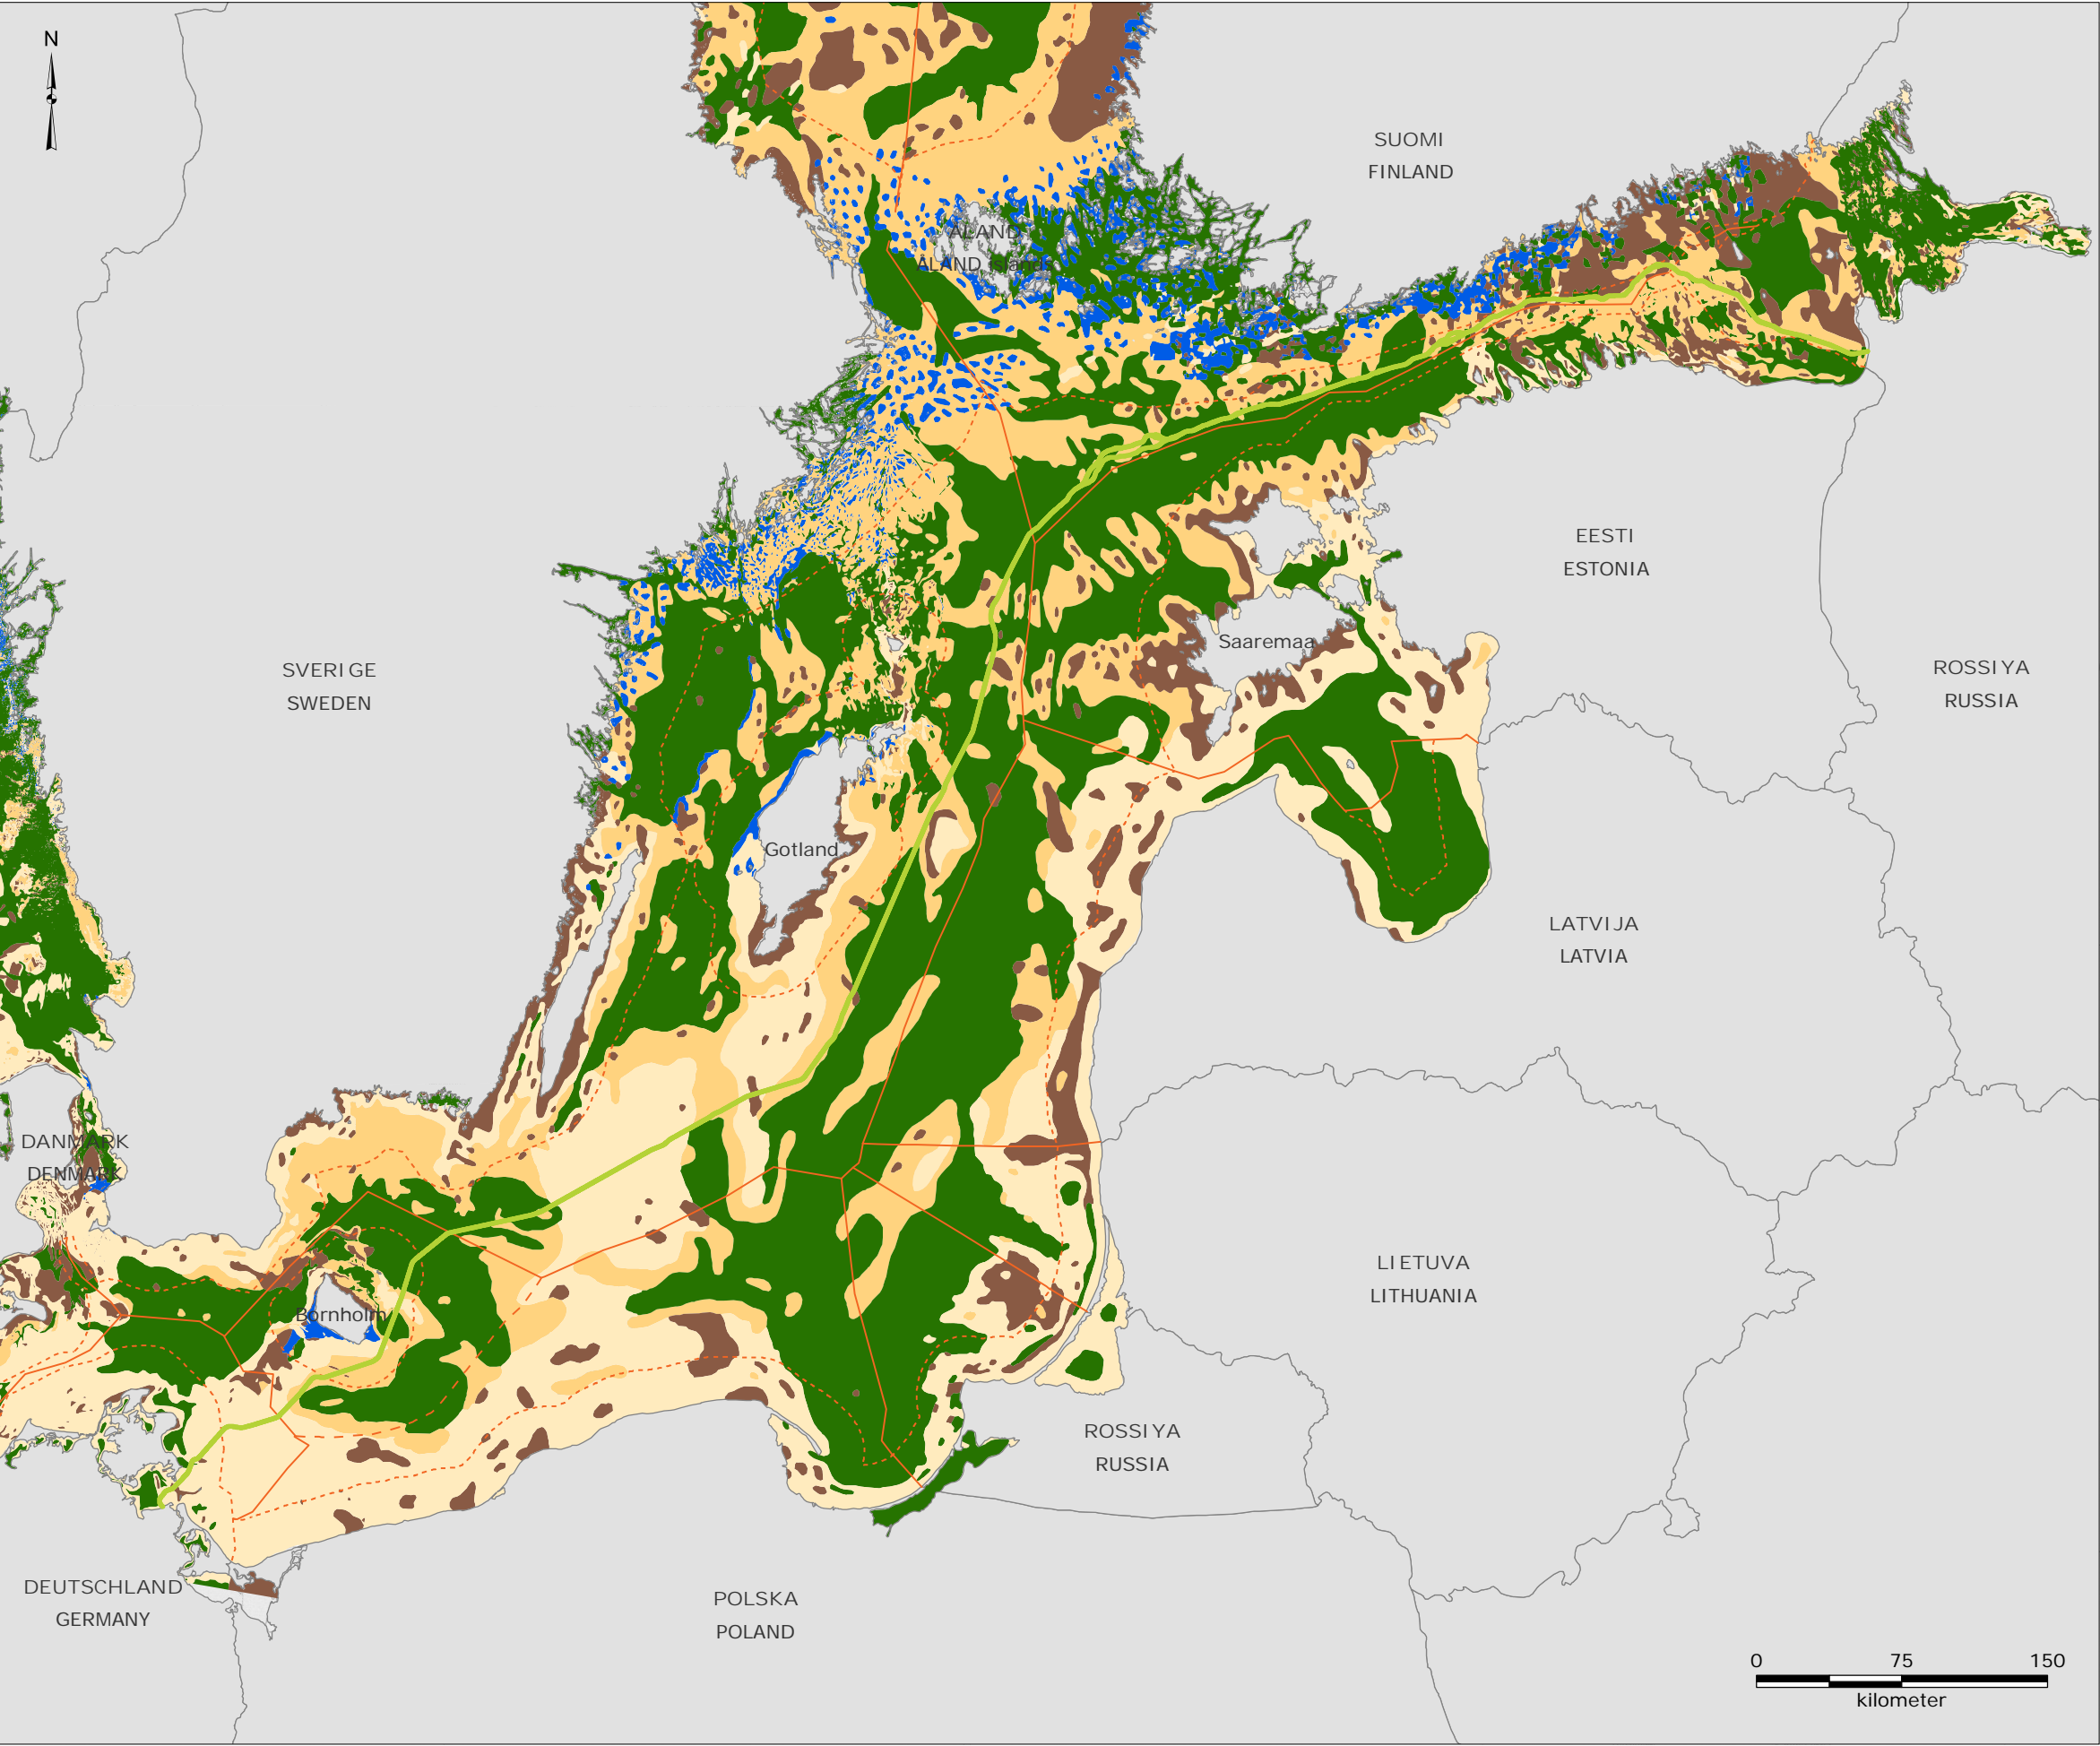 N
SUOMI
FINLAND
ÅLAND
ÅLAND islands
EESTI
ESTONIA
Saaremaa
ROSSIYA
RUSSIA
SVERIGE
SWEDEN
Gotland
LATVIJA
LATVIA
DANMARK
DENMARK
LIETUVA
LITHUANIA
Bornholm
ROSSIYA
RUSSIA
DEUTSCHLAND
GERMANY
POLSKA
POLAND
0 75 150
kilometer